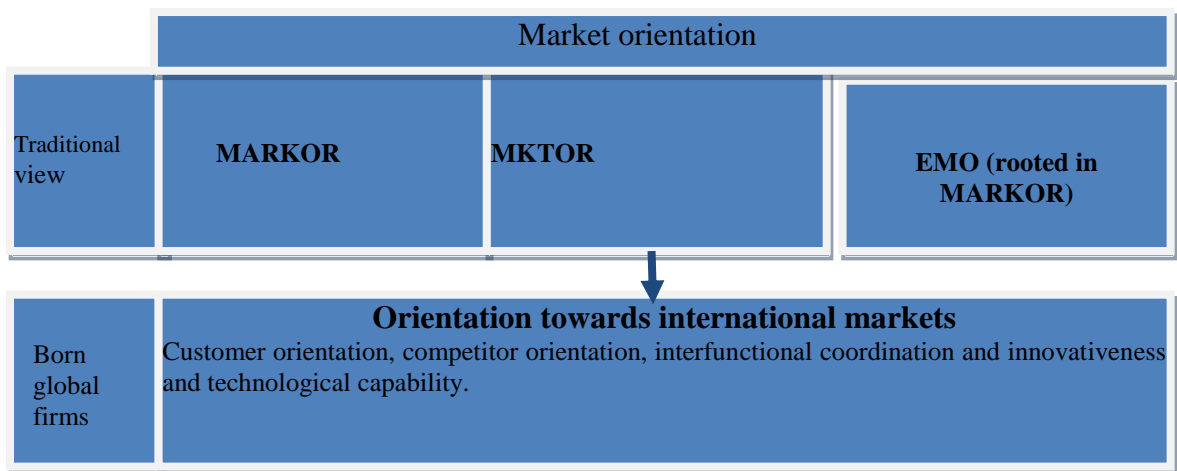 Market orientation
Traditional
view
MARKOR
MKTOR
EMO (rooted in
MARKOR)
Born
global
firms
Orientation towards international markets
Customer orientation, competitor orientation, interfunctional coordination and innovativeness
and technological capability.